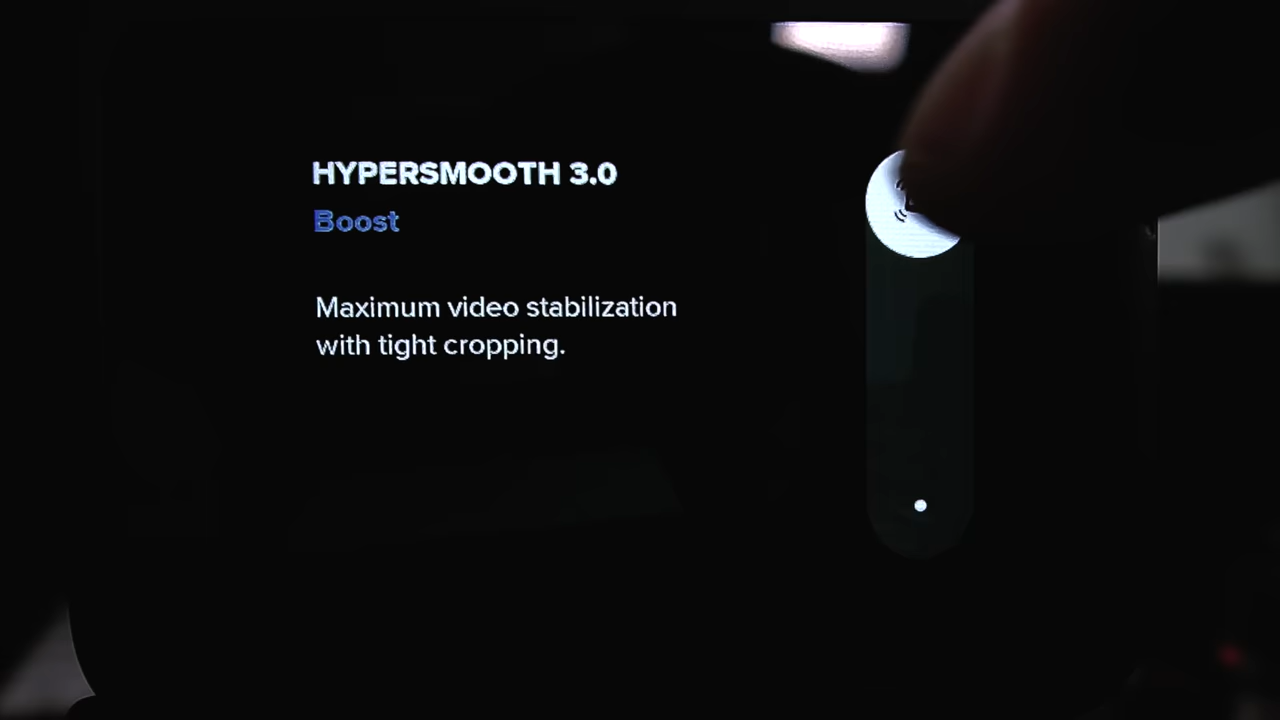 HYPERSMOOTH 3.0
Boost
Maximum video stabilization
with tight cropping.